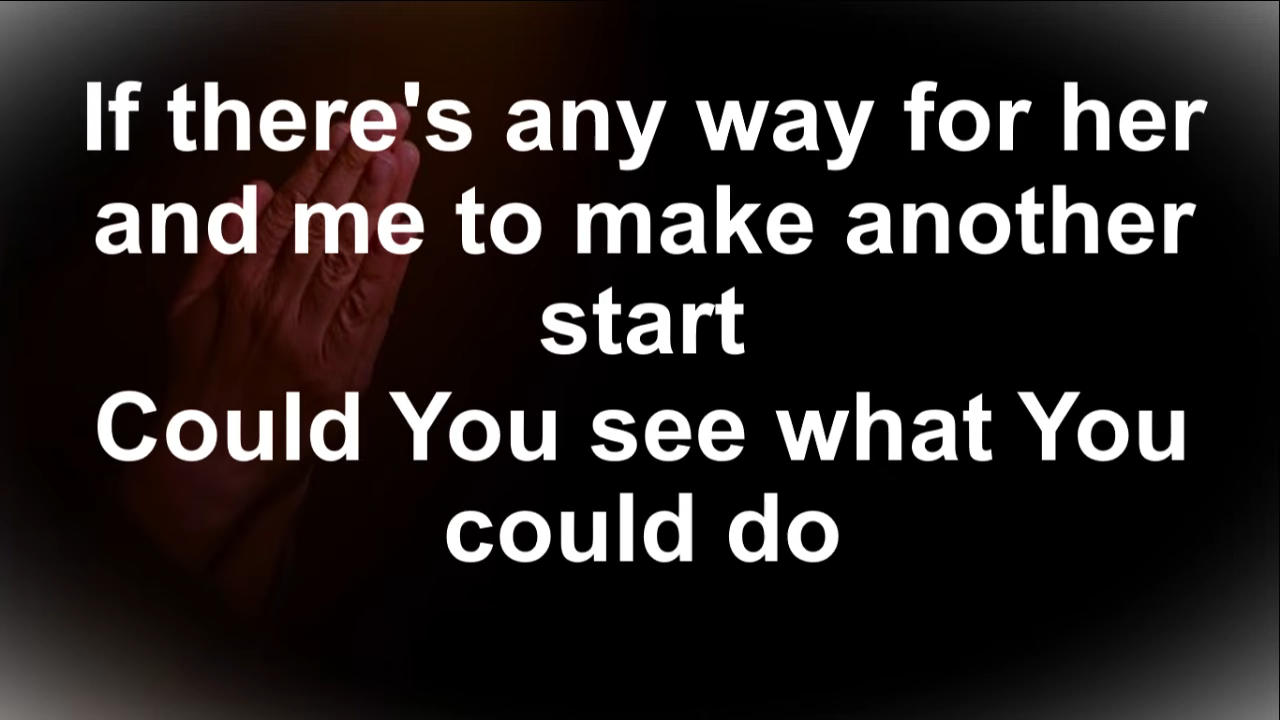 If there's any way for her
and me to make another
start
Could You see what You
could do